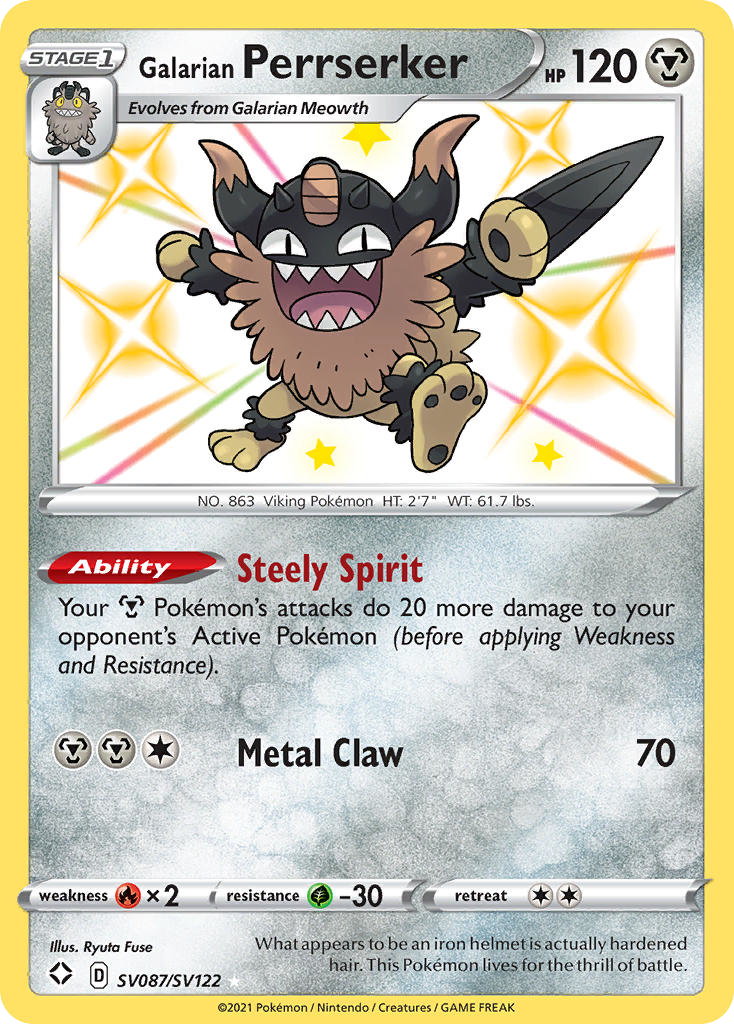 STAGE 1
Galarian Perrserker
HP 120
Evolves from Galarian Meowth
NO. 863 Viking Pokémon HT: 2'7" WT: 61.7 lbs.
Ability Steely Spirit
Your Pokémon's attacks do 20 more damage to your
opponent's Active Pokémon (before applying Weakness
and Resistance).
Metal Claw 70
weakness ×2 resistance -30 retreat
Illus. Ryuta Fuse
What appears to be an iron helmet is actually hardened
hair. This Pokémon lives for the thrill of battle.
D SV087/SV122
©2021 Pokémon / Nintendo / Creatures / GAME FREAK